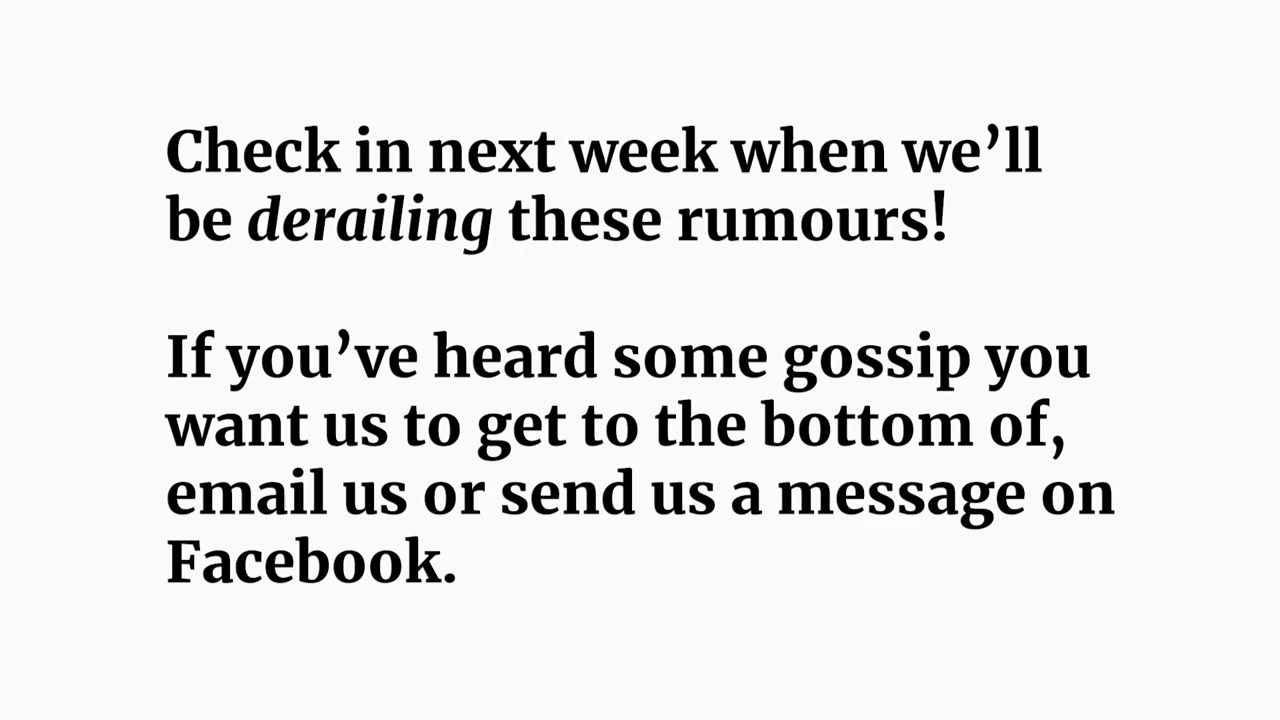 Check in next week when we’ll
be derailing these rumours!
If you’ve heard some gossip you
want us to get to the bottom of,
email us or send us a message on
Facebook.